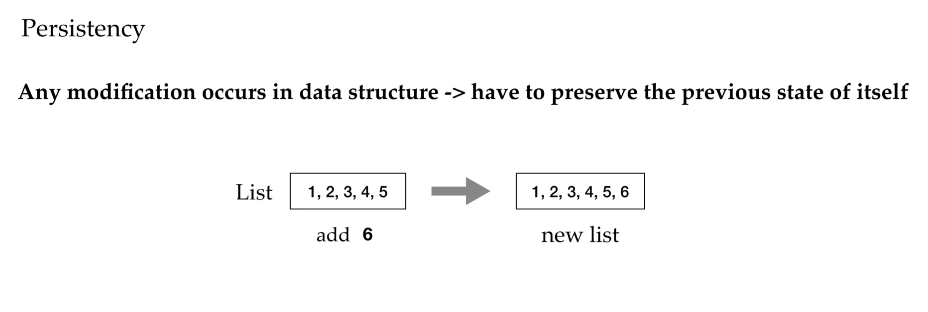 Persistency
Any modification occurs in data structure -> have to preserve the previous state of itself
List 1, 2, 3, 4, 5 1, 2, 3, 4, 5, 6
add 6 new list